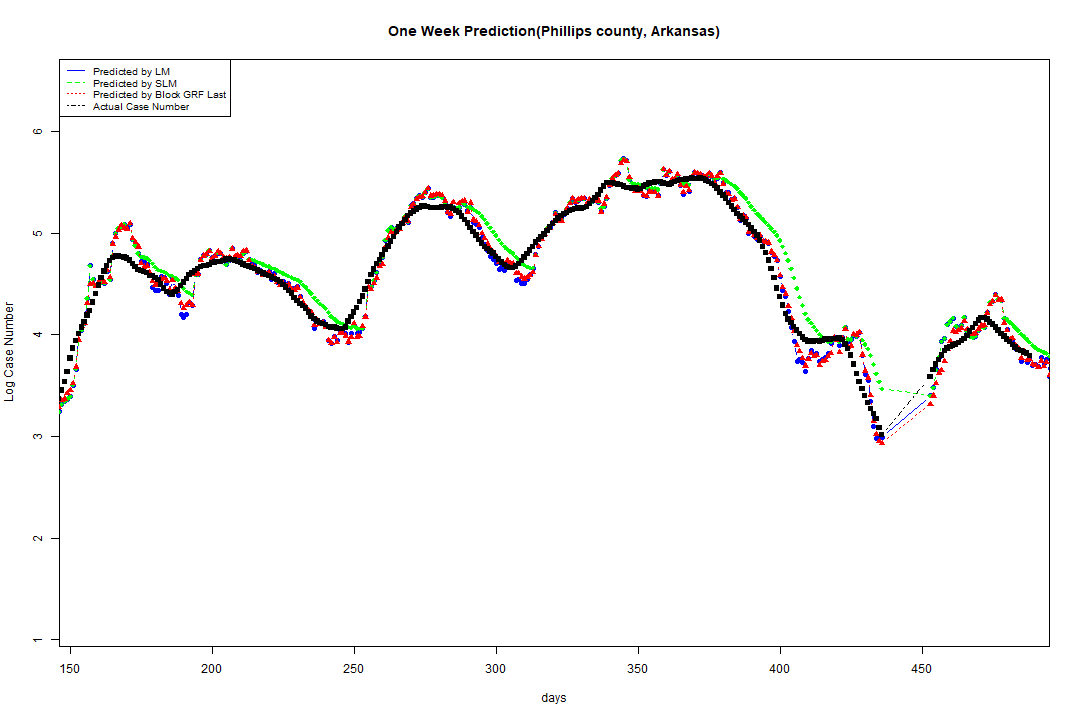 One Week Prediction(Phillips county, Arkansas)
Predicted by LM
Predicted by SLM
Predicted by Block GRF Last
Actual Case Number
6
5
4
3
2
1
Log Case Number
150 200 250 300 350 400 450
days